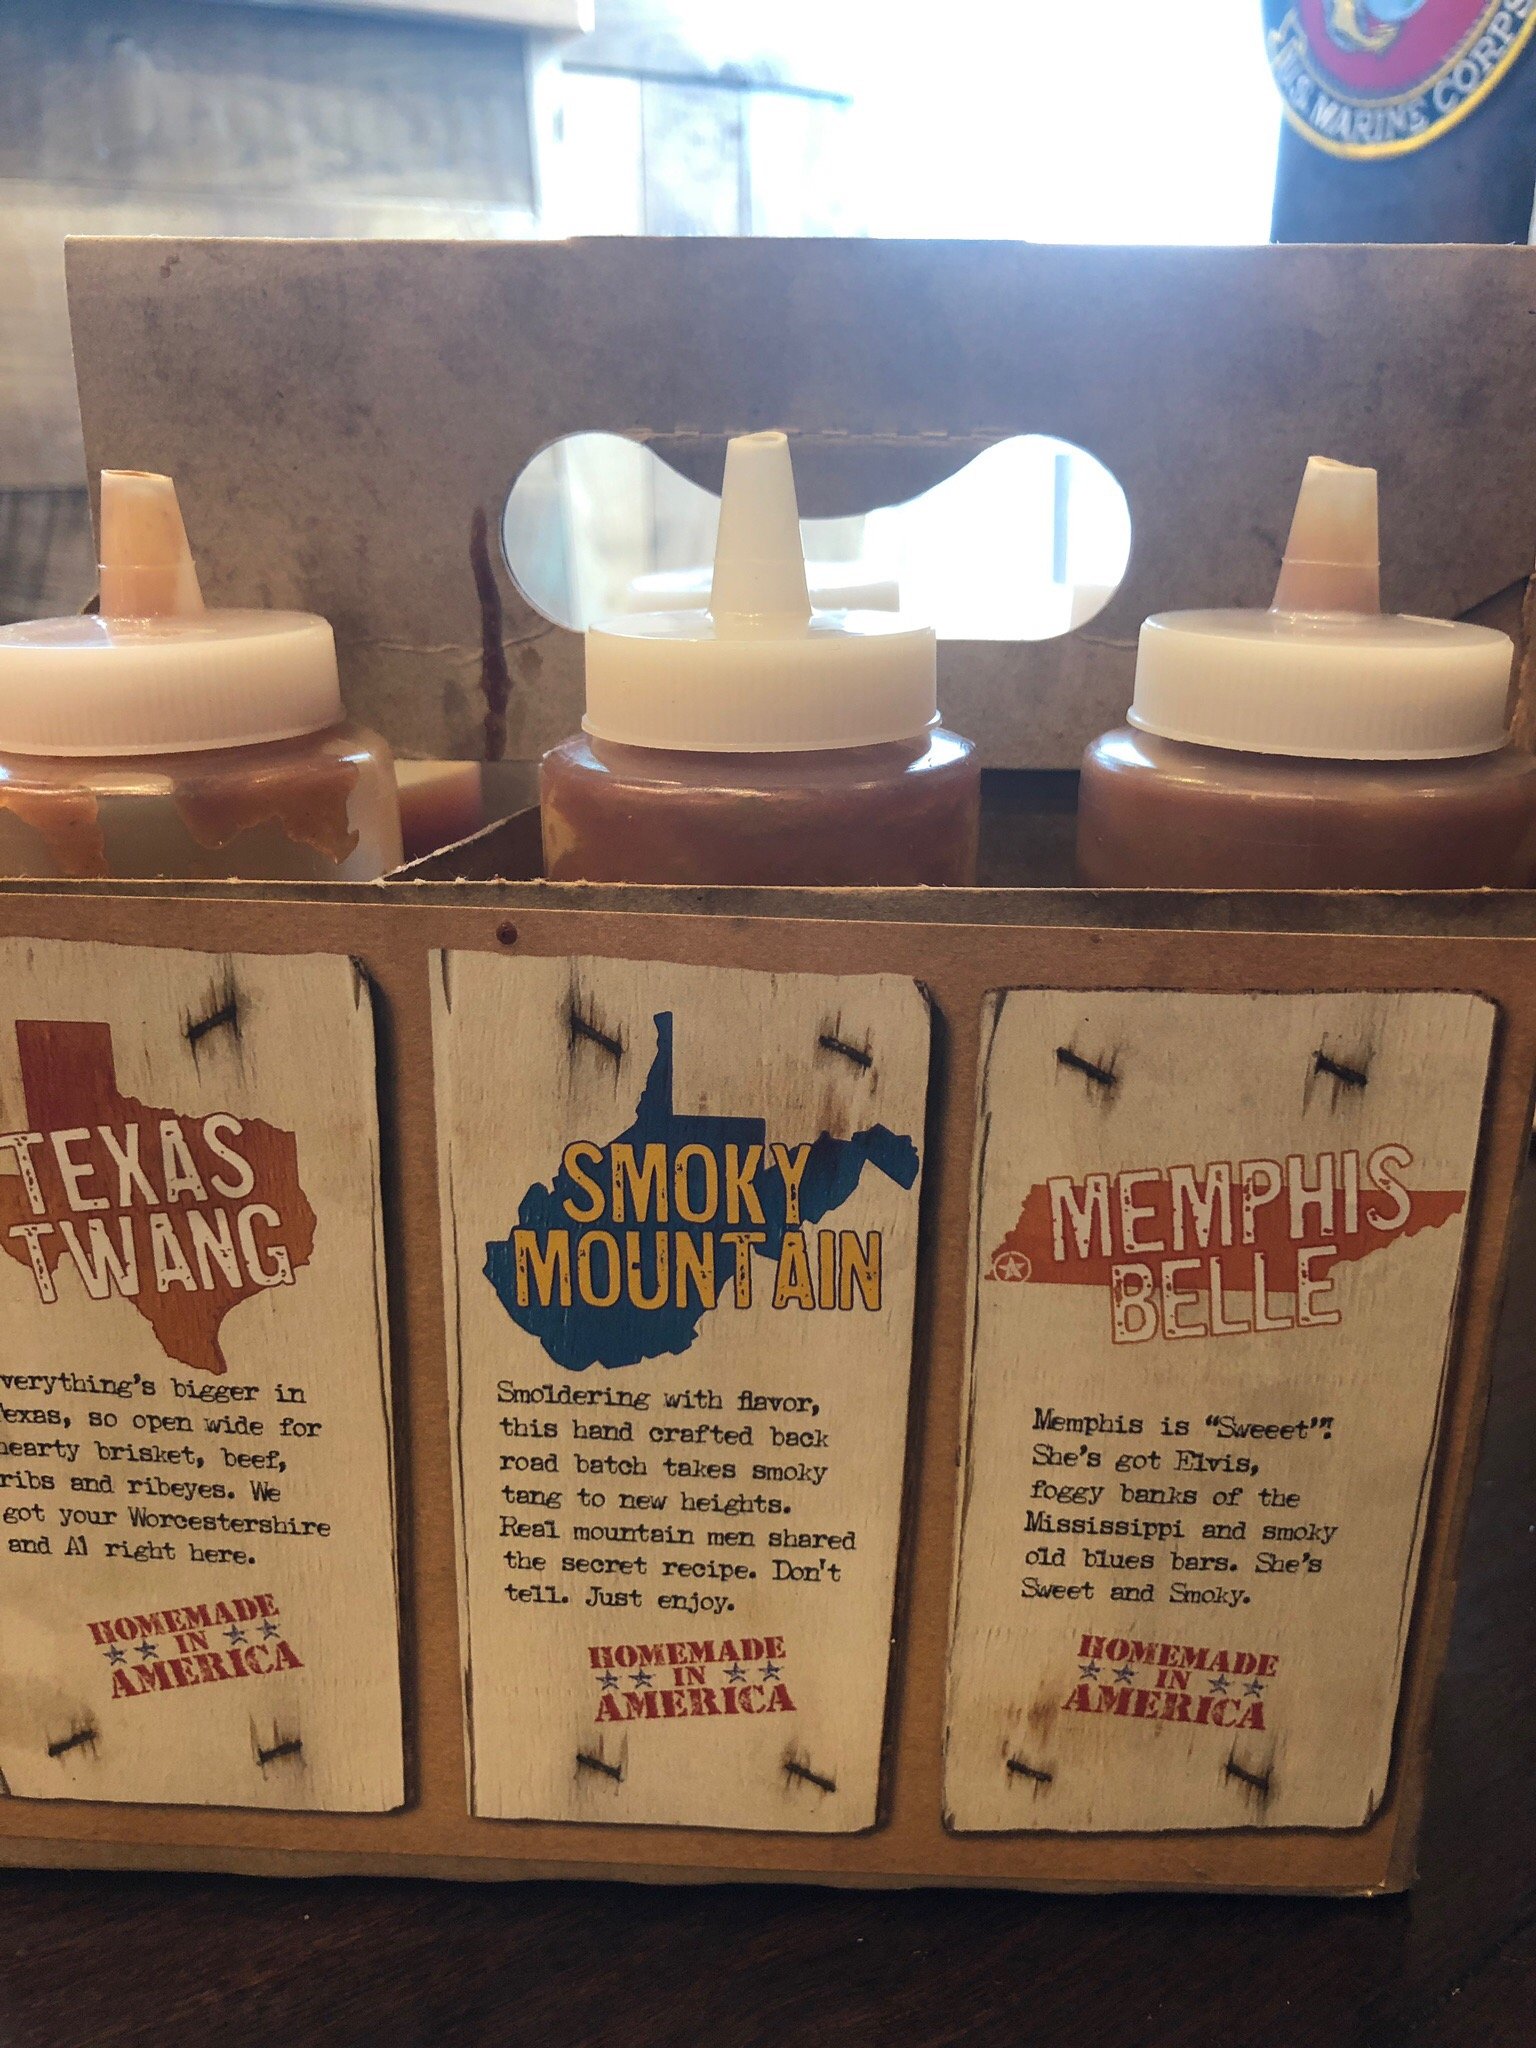 U.S. MARINE CORPS
TEXAS
TWANG
verything's bigger in
exas, so open wide for
hearty brisket, beef,
ribs and ribeyes. We
got your Worcestershire
and A1 right here.
HOMEMADE
IN
AMERICA
SMOKY
MOUNTAIN
Smoldering with flavor,
this hand crafted back
road batch takes smoky
tang to new heights.
Real mountain men shared
the secret recipe. Don't
tell. Just enjoy.
HOMEMADE
IN
AMERICA
MEMPHIS
BELLE
Memphis is "Sweeet"!
She's got Elvis,
foggy banks of the
Mississippi and smoky
old blues bars. She's
Sweet and Smoky.
HOMEMADE
IN
AMERICA